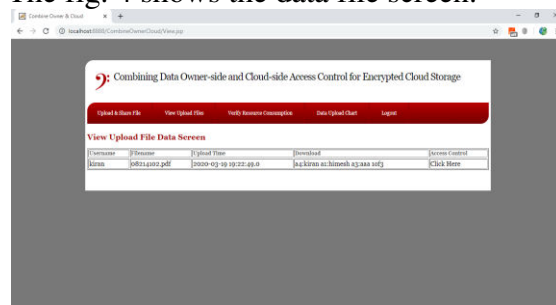 The fig. 4 shows the data file screen.
Combine Owner & Cloud
localhost:8080/CombineOwnerCloud/View.jsp
Combining Data Owner-side and Cloud-side Access Control for Encrypted Cloud Storage
Upload & Share File View Upload Files Verify Resource Consumption Data Upload Chart Logout
View Upload File Data Screen
Username Filename Upload Time Download Access Control
kiran 08214102.pdf 2020-03-19 19:22:49.0 a4:kiran a1:himesh a3:aaa 1of3 Click Here